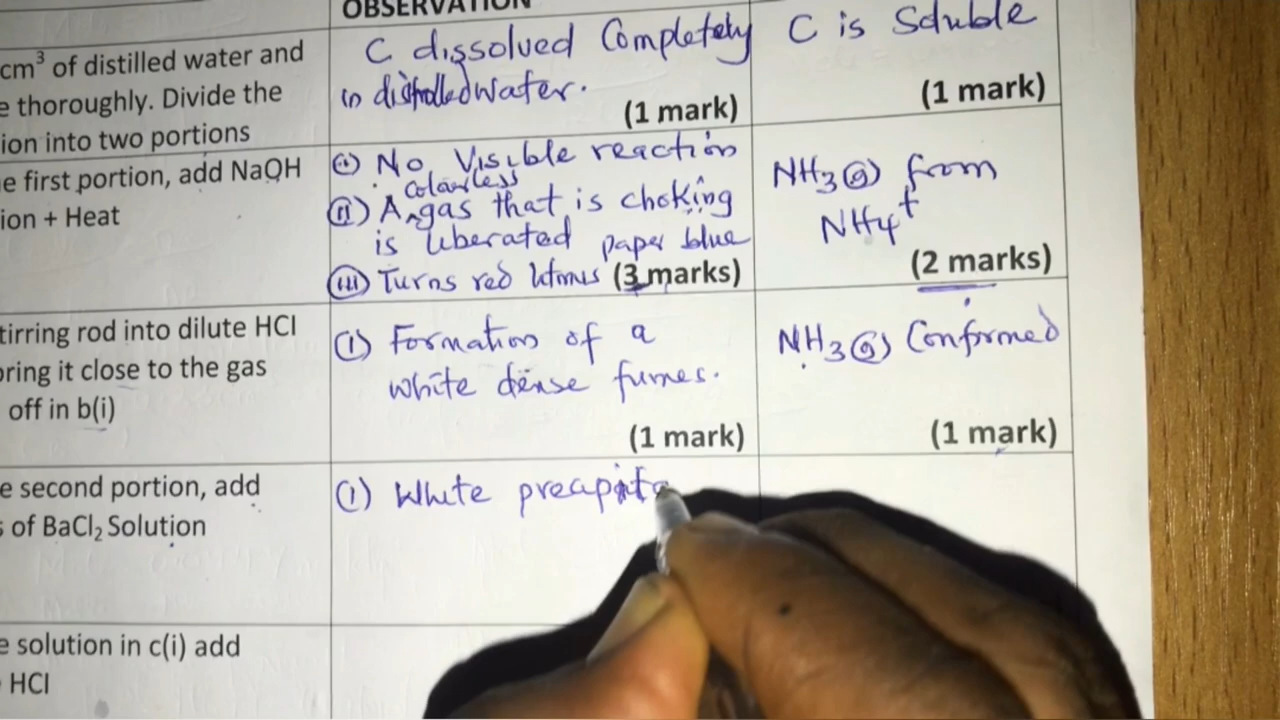 OBSERVATION
cm³ of distilled water and
e thoroughly. Divide the
ion into two portions
C dissolved Completely
in distilled water.
(1 mark)
C is Soluble
(1 mark)
e first portion, add NaOH
ion + Heat
(i) No Visible reaction
colourless
(ii) A gas that is choking
is liberated paper blue
(iii) Turns red litmus (3 marks)
NH3(g) from
NH4+
(2 marks)
tirring rod into dilute HCl
bring it close to the gas
off in b(i)
(i) Formation of a
white dense fumes.
(1 mark)
NH3(g) Confirmed
(1 mark)
e second portion, add
s of BaCl₂ Solution
(i) White
e solution in c(i) add
HCl